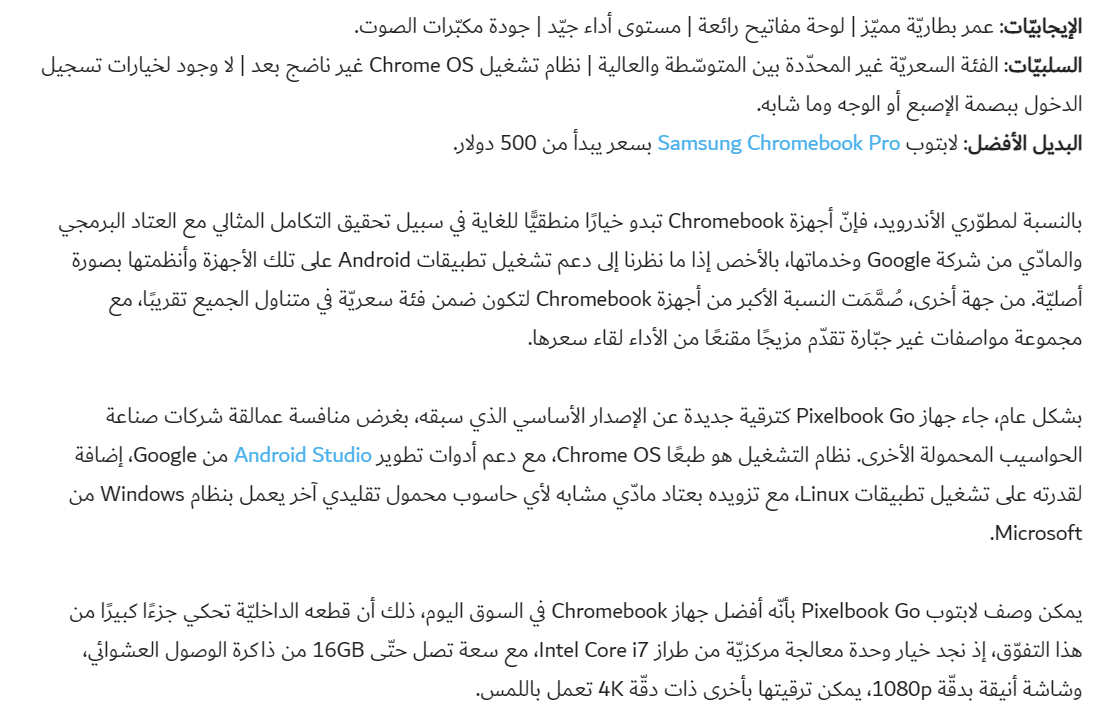 الإيجابيّات: عمر بطاريّة مميّز | لوحة مفاتيح رائعة | مستوى أداء جيّد | جودة مكبّرات الصوت.
السلبيّات: الفئة السعريّة غير المحدّدة بين المتوسّطة والعالية | نظام تشغيل Chrome OS غير ناضج بعد | لا وجود لخيارات تسجيل
الدخول ببصمة الإصبع أو الوجه وما شابه.
البديل الأفضل: لابتوب Samsung Chromebook Pro بسعر يبدأ من 500 دولار.
بالنسبة لمطوّري الأندرويد، فإنّ أجهزة Chromebook تبدو خيارًا منطقيًّا للغاية في سبيل تحقيق التكامل المثالي مع العتاد البرمجي
والمادّي من شركة Google وخدماتها، بالأخص إذا ما نظرنا إلى دعم تشغيل تطبيقات Android على تلك الأجهزة وأنظمتها بصورة
أصليّة. من جهة أخرى، صُمَّمَت النسبة الأكبر من أجهزة Chromebook لتكون ضمن فئة سعريّة في متناول الجميع تقريبًا، مع
مجموعة مواصفات غير جبّارة تقدّم مزيجًا مقنعًا من الأداء لقاء سعرها.
بشكل عام، جاء جهاز Pixelbook Go كترقية جديدة عن الإصدار الأساسي الذي سبقه، بغرض منافسة عمالقة شركات صناعة
الحواسيب المحمولة الأخرى. نظام التشغيل هو طبعًا Chrome OS، مع دعم أدوات تطوير Android Studio من Google، إضافة
لقدرته على تشغيل تطبيقات Linux، مع تزويده بعتاد مادّي مشابه لأي حاسوب محمول تقليدي آخر يعمل بنظام Windows من
Microsoft.
يمكن وصف لابتوب Pixelbook Go بأنّه أفضل جهاز Chromebook في السوق اليوم، ذلك أن قطعه الداخليّة تحكي جزءًا كبيرًا من
هذا التفوّق، إذ نجد خيار وحدة معالجة مركزيّة من طراز Intel Core i7، مع سعة تصل حتّى 16GB من ذاكرة الوصول العشوائي،
وشاشة أنيقة بدقّة 1080p، يمكن ترقيتها بأخرى ذات دقّة 4K تعمل باللمس.